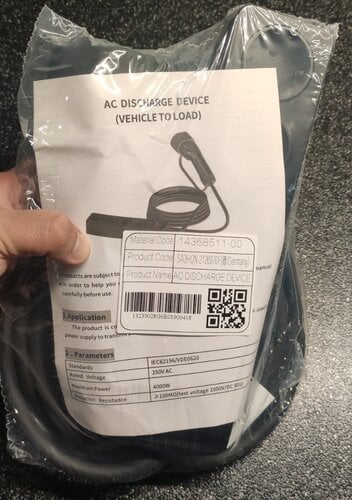 AC DISCHARGE DEVICE
(VEHICLE TO LOAD)
Material Code 14368511-00
Product Code
Product Name AC DISCHARGE DEVICE
products are subject to
manual.
in order to help you
carefully before use.
1.Application
The product is
power supply to
2 . Parameters
Standards IEC62196/VDE0620
Rated Voltage 250V AC
Maximum Power 4000W
Resistance ≥100MΩ(test voltage 1000V/DC 60s)